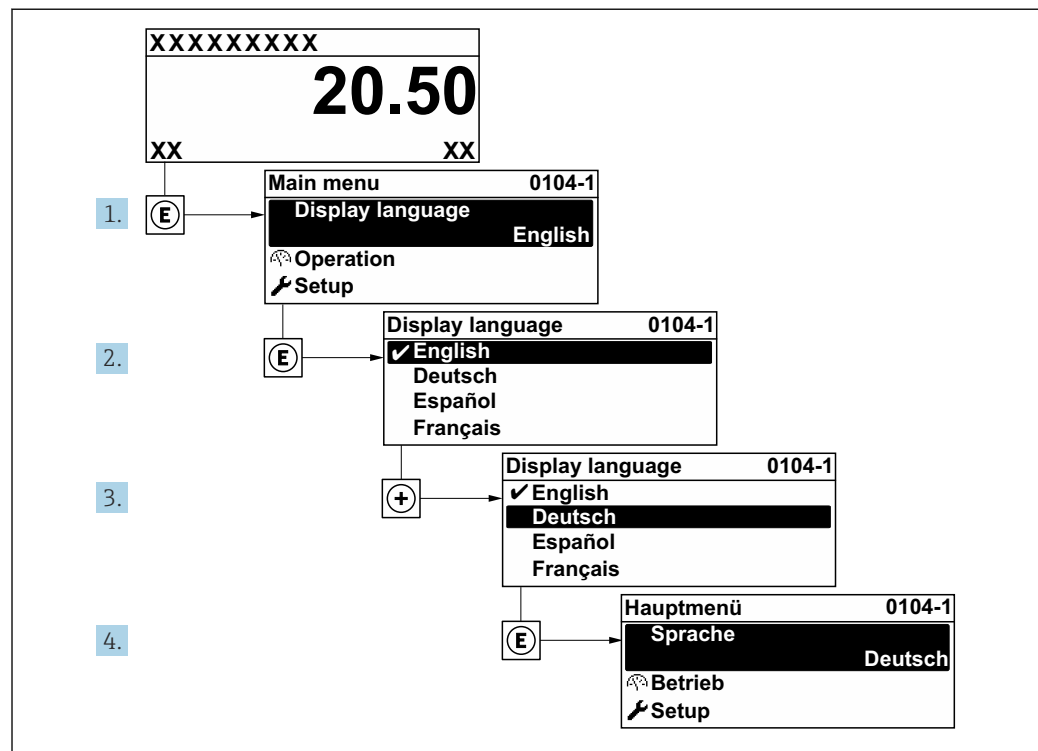 XXXXXXXXX
20.50
XX XX
1. E
Main menu 0104-1
Display language
English
Operation
Setup
2. E
Display language 0104-1
✔English
Deutsch
Español
Français
3. +
Display language 0104-1
✔English
Deutsch
Español
Français
4. E
Hauptmenü 0104-1
Sprache
Deutsch
Betrieb
Setup